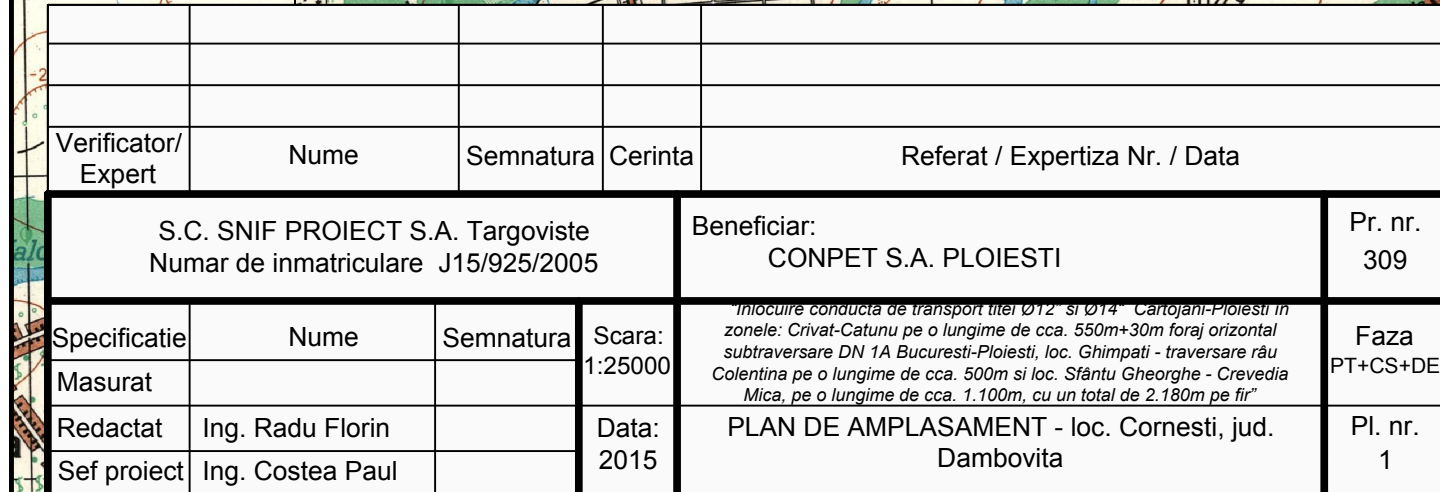 Verificator/
Expert
Nume
Semnatura
Cerinta
Referat / Expertiza Nr. / Data
S.C. SNIF PROIECT S.A. Targoviste
Numar de inmatriculare J15/925/2005
Beneficiar:
CONPET S.A. PLOIESTI
Pr. nr.
309
Specificatie
Nume
Semnatura
Scara:
1:25000
"Inlocuire conducta de transport titei Ø12" si Ø14" Cartojani-Ploiesti in
zonele: Crivat-Catunu pe o lungime de cca. 550m+30m foraj orizontal
subtraversare DN 1A Bucuresti-Ploiesti, loc. Ghimpati - traversare râu
Colentina pe o lungime de cca. 500m si loc. Sfântu Gheorghe - Crevedia
Mica, pe o lungime de cca. 1.100m, cu un total de 2.180m pe fir"
Faza
PT+CS+DE
Masurat
Redactat
Ing. Radu Florin
Data:
2015
PLAN DE AMPLASAMENT - loc. Cornesti, jud.
Dambovita
Pl. nr.
1
Sef proiect
Ing. Costea Paul